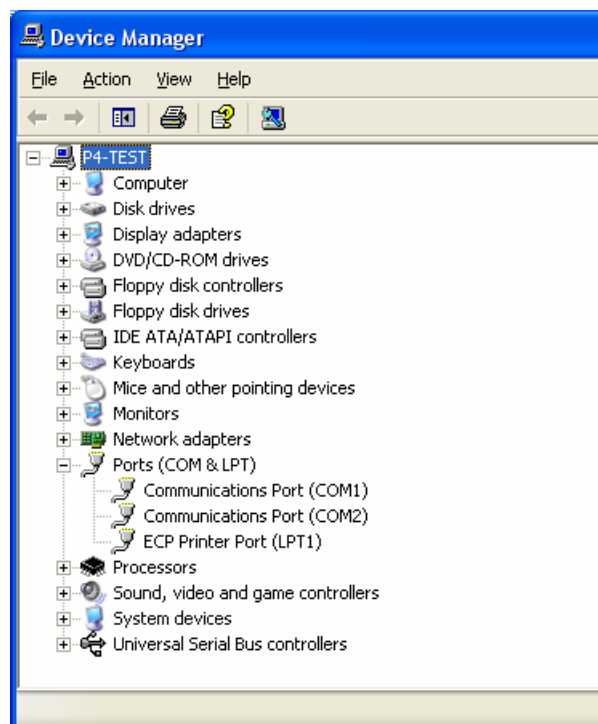 Device Manager
File Action View Help
P4-TEST
Computer
Disk drives
Display adapters
DVD/CD-ROM drives
Floppy disk controllers
Floppy disk drives
IDE ATA/ATAPI controllers
Keyboards
Mice and other pointing devices
Monitors
Network adapters
Ports (COM & LPT)
Communications Port (COM1)
Communications Port (COM2)
ECP Printer Port (LPT1)
Processors
Sound, video and game controllers
System devices
Universal Serial Bus controllers